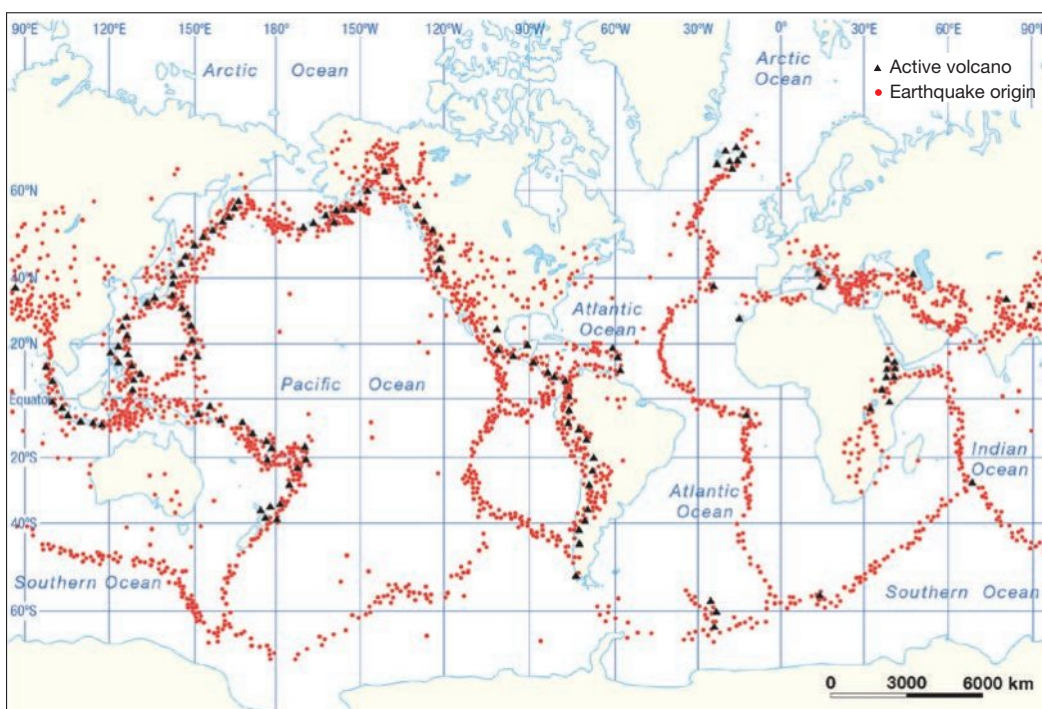 90°E 120°E 150°E 180°W 150°W 120°W 90°W 60°W 30°W 0° 30°E 60°E 90°E
Arctic Ocean
Arctic
Ocean
Active volcano
Earthquake origin
60°N
40°N
Atlantic
Ocean
20°N
Pacific Ocean
Equator
20°S
Indian
Ocean
Atlantic
Ocean
40°S
Southern Ocean
Southern Ocean
60°S
0 3000 6000 km